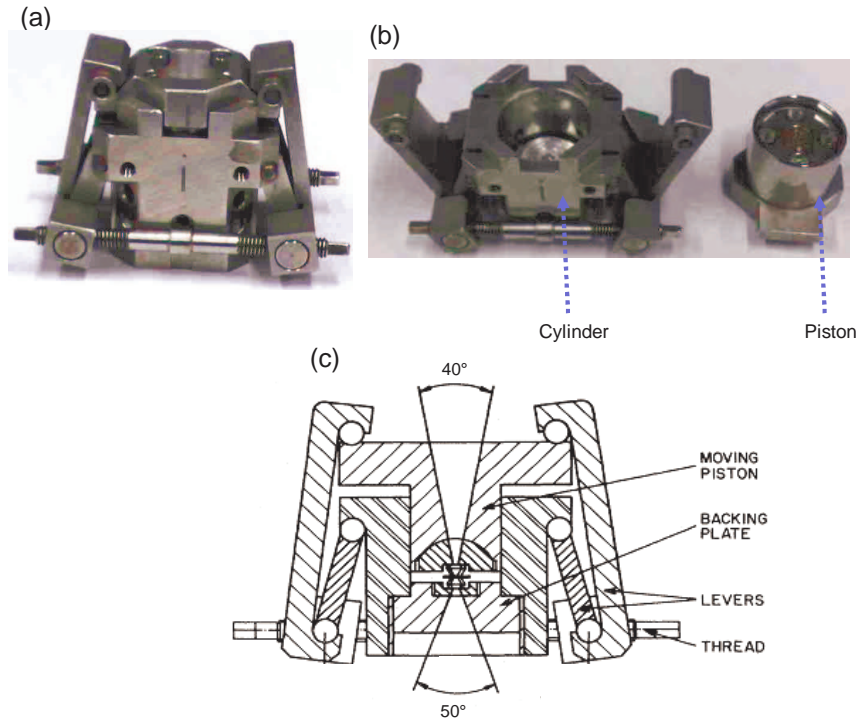 (a)
(b)
Cylinder
Piston
(c)
40°
MOVING
PISTON
BACKING
PLATE
LEVERS
THREAD
50°